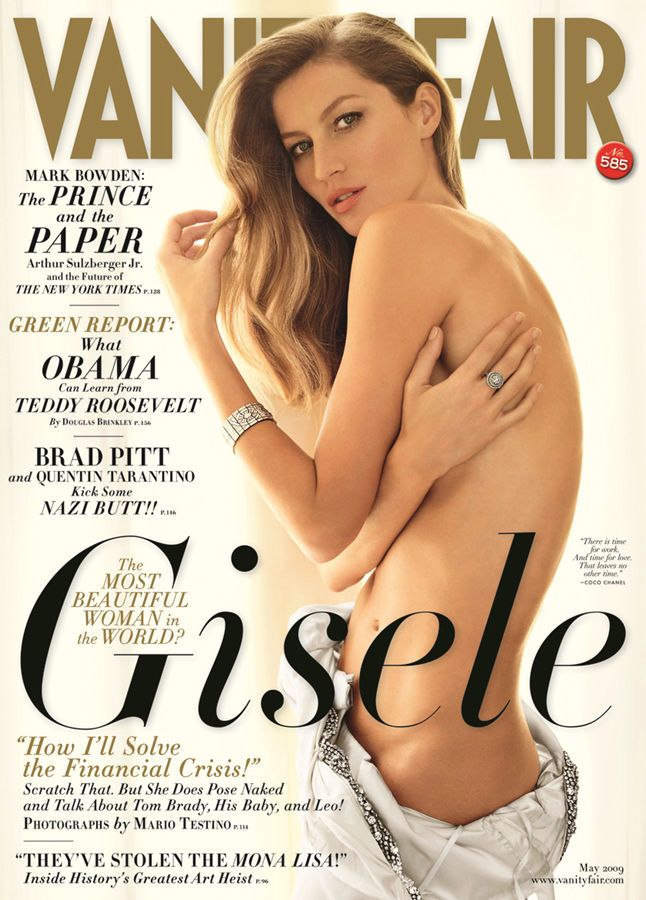 VANITY FAIR
No.
585
MARK BOWDEN:
The PRINCE
and the
PAPER
Arthur Sulzberger Jr.
and the Future of
THE NEW YORK TIMES P. 128
GREEN REPORT:
What
OBAMA
Can Learn from
TEDDY ROOSEVELT
By DOUGLAS BRINKLEY P. 156
BRAD PITT
and QUENTIN TARANTINO
Kick Some
NAZI BUTT!! P. 146
"There is time
for work.
And time for love.
That leaves no
other time."
—COCO CHANEL
The
MOST
BEAUTIFUL
WOMAN in
the WORLD?
Gisele
"How I'll Solve
the Financial Crisis!"
Scratch That. But She Does Pose Naked
and Talk About Tom Brady, His Baby, and Leo!
PHOTOGRAPHS by MARIO TESTINO P. 114
"THEY'VE STOLEN THE MONA LISA!"
Inside History's Greatest Art Heist P. 96
May 2009
www.vanityfair.com